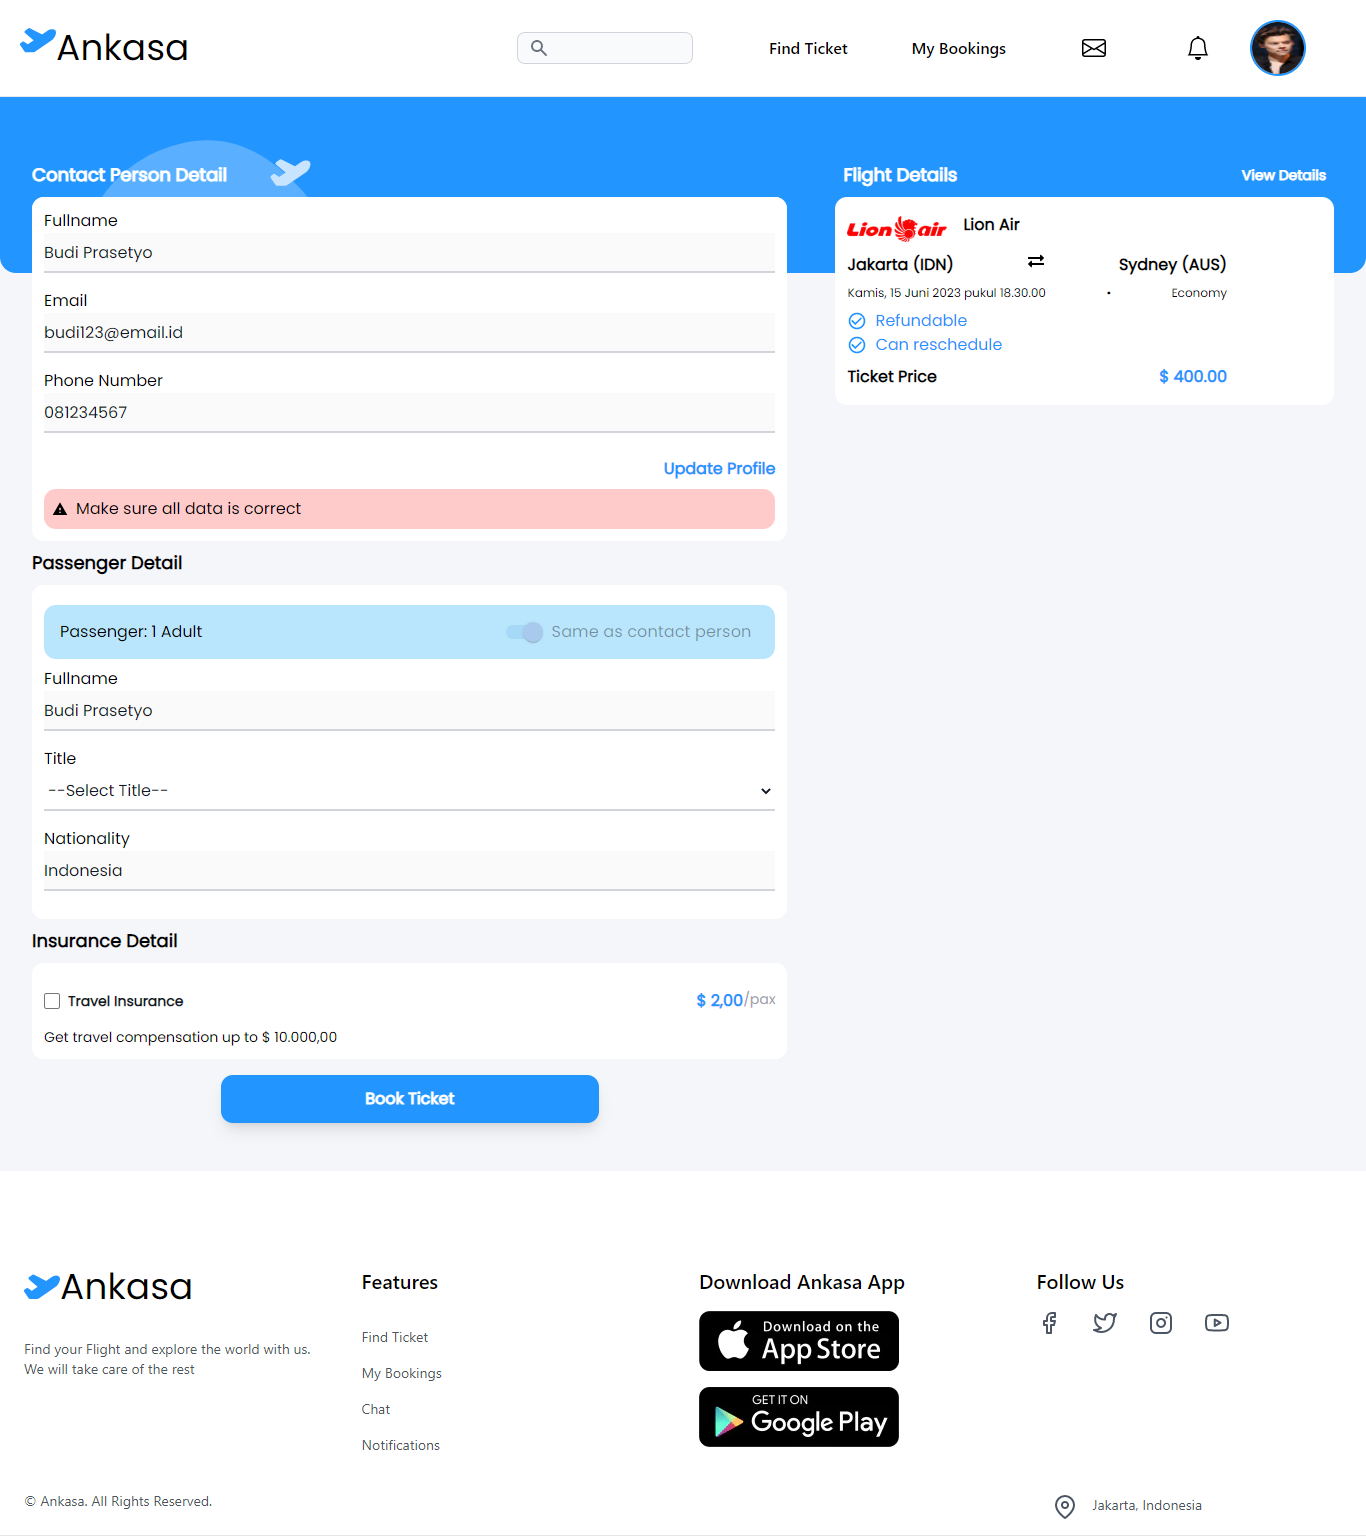 Ankasa
Find Ticket
My Bookings
Contact Person Detail
Fullname
Budi Prasetyo
Email
budi123@email.id
Phone Number
081234567
Update Profile
Make sure all data is correct
Flight Details
View Details
Lion air
Lion Air
Jakarta (IDN)
Sydney (AUS)
Kamis, 15 Juni 2023 pukul 18.30.00
•
Economy
Refundable
Can reschedule
Ticket Price
$ 400.00
Passenger Detail
Passenger: 1 Adult
Same as contact person
Fullname
Budi Prasetyo
Title
--Select Title--
Nationality
Indonesia
Insurance Detail
Travel Insurance
$ 2,00/pax
Get travel compensation up to $ 10.000,00
Book Ticket
Ankasa
Find your Flight and explore the world with us.
We will take care of the rest
Features
Find Ticket
My Bookings
Chat
Notifications
Download Ankasa App
Download on the
App Store
GET IT ON
Google Play
Follow Us
© Ankasa. All Rights Reserved.
Jakarta, Indonesia